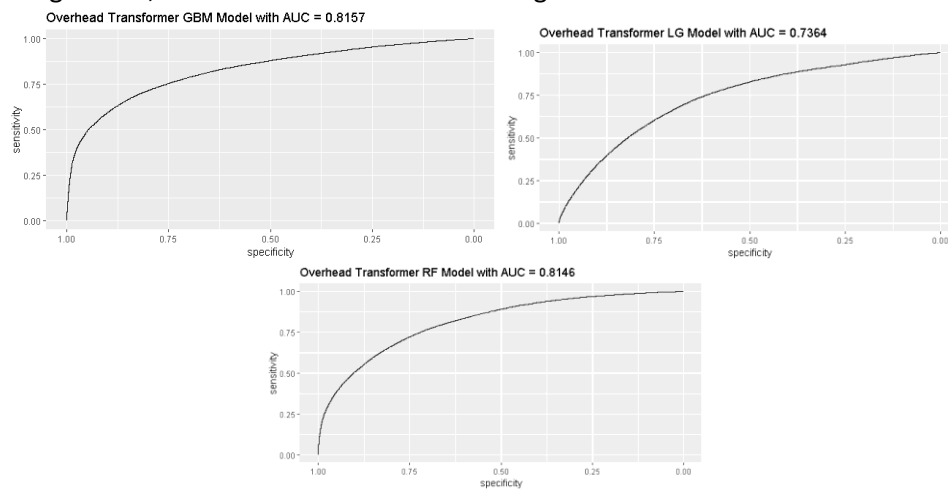 Overhead Transformer GBM Model with AUC = 0.8157
1.00
0.75
0.50
0.25
0.00
sensitivity
1.00 0.75 0.50 0.25 0.00
specificity
Overhead Transformer LG Model with AUC = 0.7364
1.00
0.75
0.50
0.25
0.00
sensitivity
1.00 0.75 0.50 0.25 0.00
specificity
Overhead Transformer RF Model with AUC = 0.8146
1.00
0.75
0.50
0.25
0.00
sensitivity
1.00 0.75 0.50 0.25 0.00
specificity